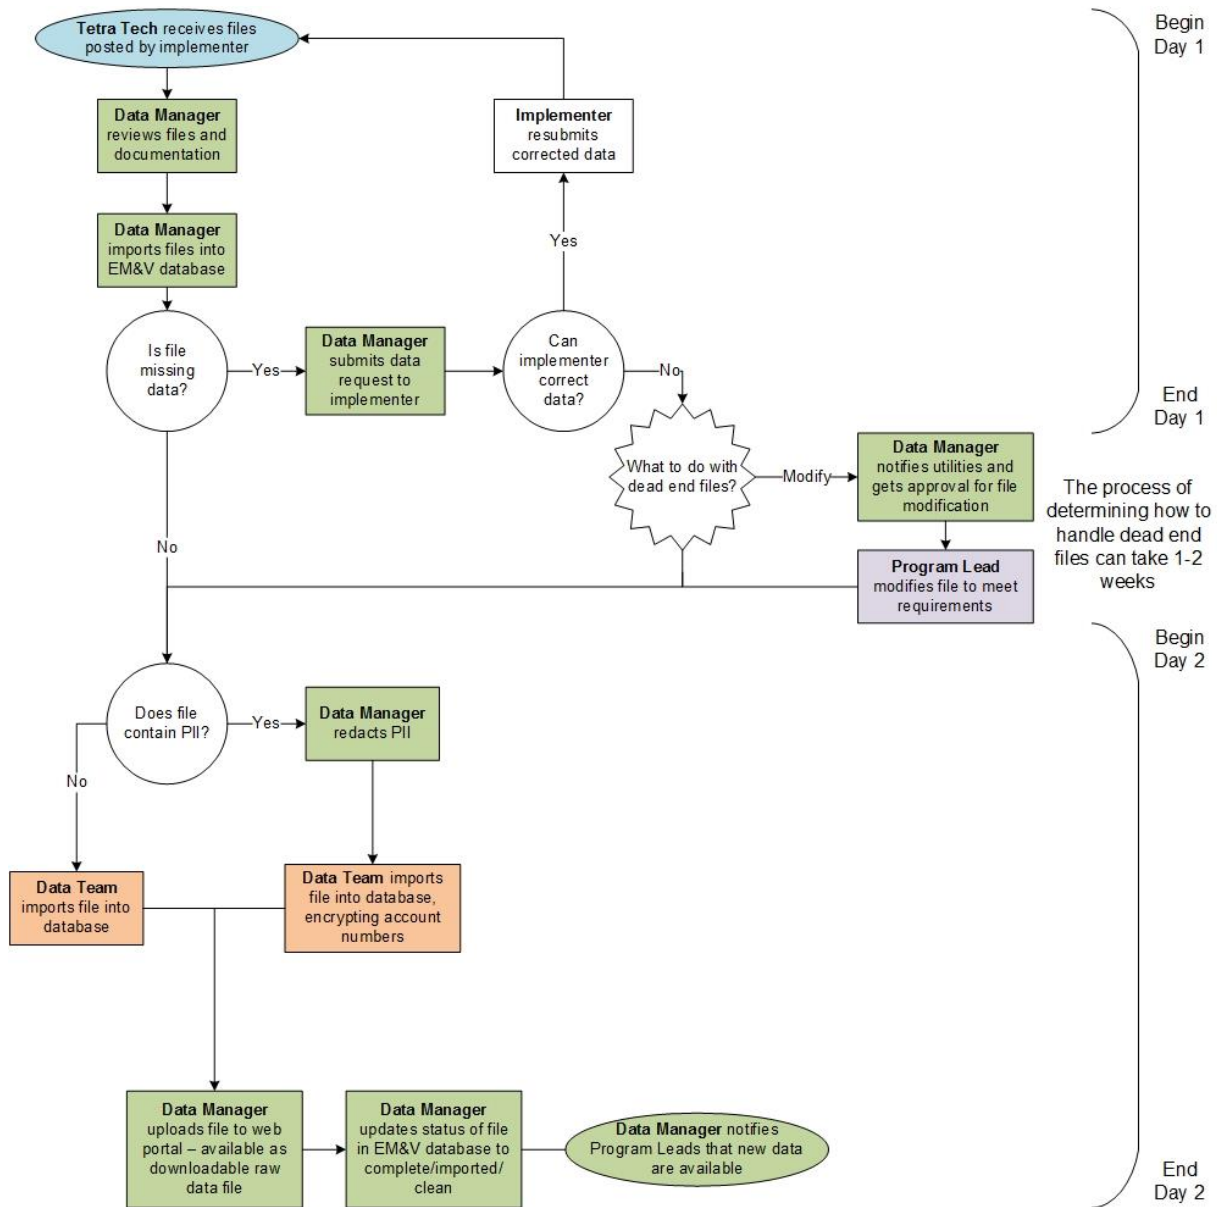 Tetra Tech receives files
posted by implementer
Begin
Day 1
Data Manager
reviews files and
documentation
Implementer
resubmits
corrected data
Data Manager
imports files into
EM&V database
Yes
Is file
missing
data?
Yes
Data Manager
submits data
request to
implementer
Can
implementer
correct
data?
No
End
Day 1
What to do with
dead end files?
Modify
Data Manager
notifies utilities and
gets approval for file
modification
The process of
determining how to
handle dead end
files can take 1-2
weeks
No
Program Lead
modifies file to meet
requirements
Begin
Day 2
Does file
contain PII?
Yes
Data Manager
redacts PII
No
Data Team
imports file into
database
Data Team imports
file into database,
encrypting account
numbers
Data Manager
uploads file to web
portal – available as
downloadable raw
data file
Data Manager
updates status of file
in EM&V database to
complete/imported/
clean
Data Manager notifies
Program Leads that new data
are available
End
Day 2